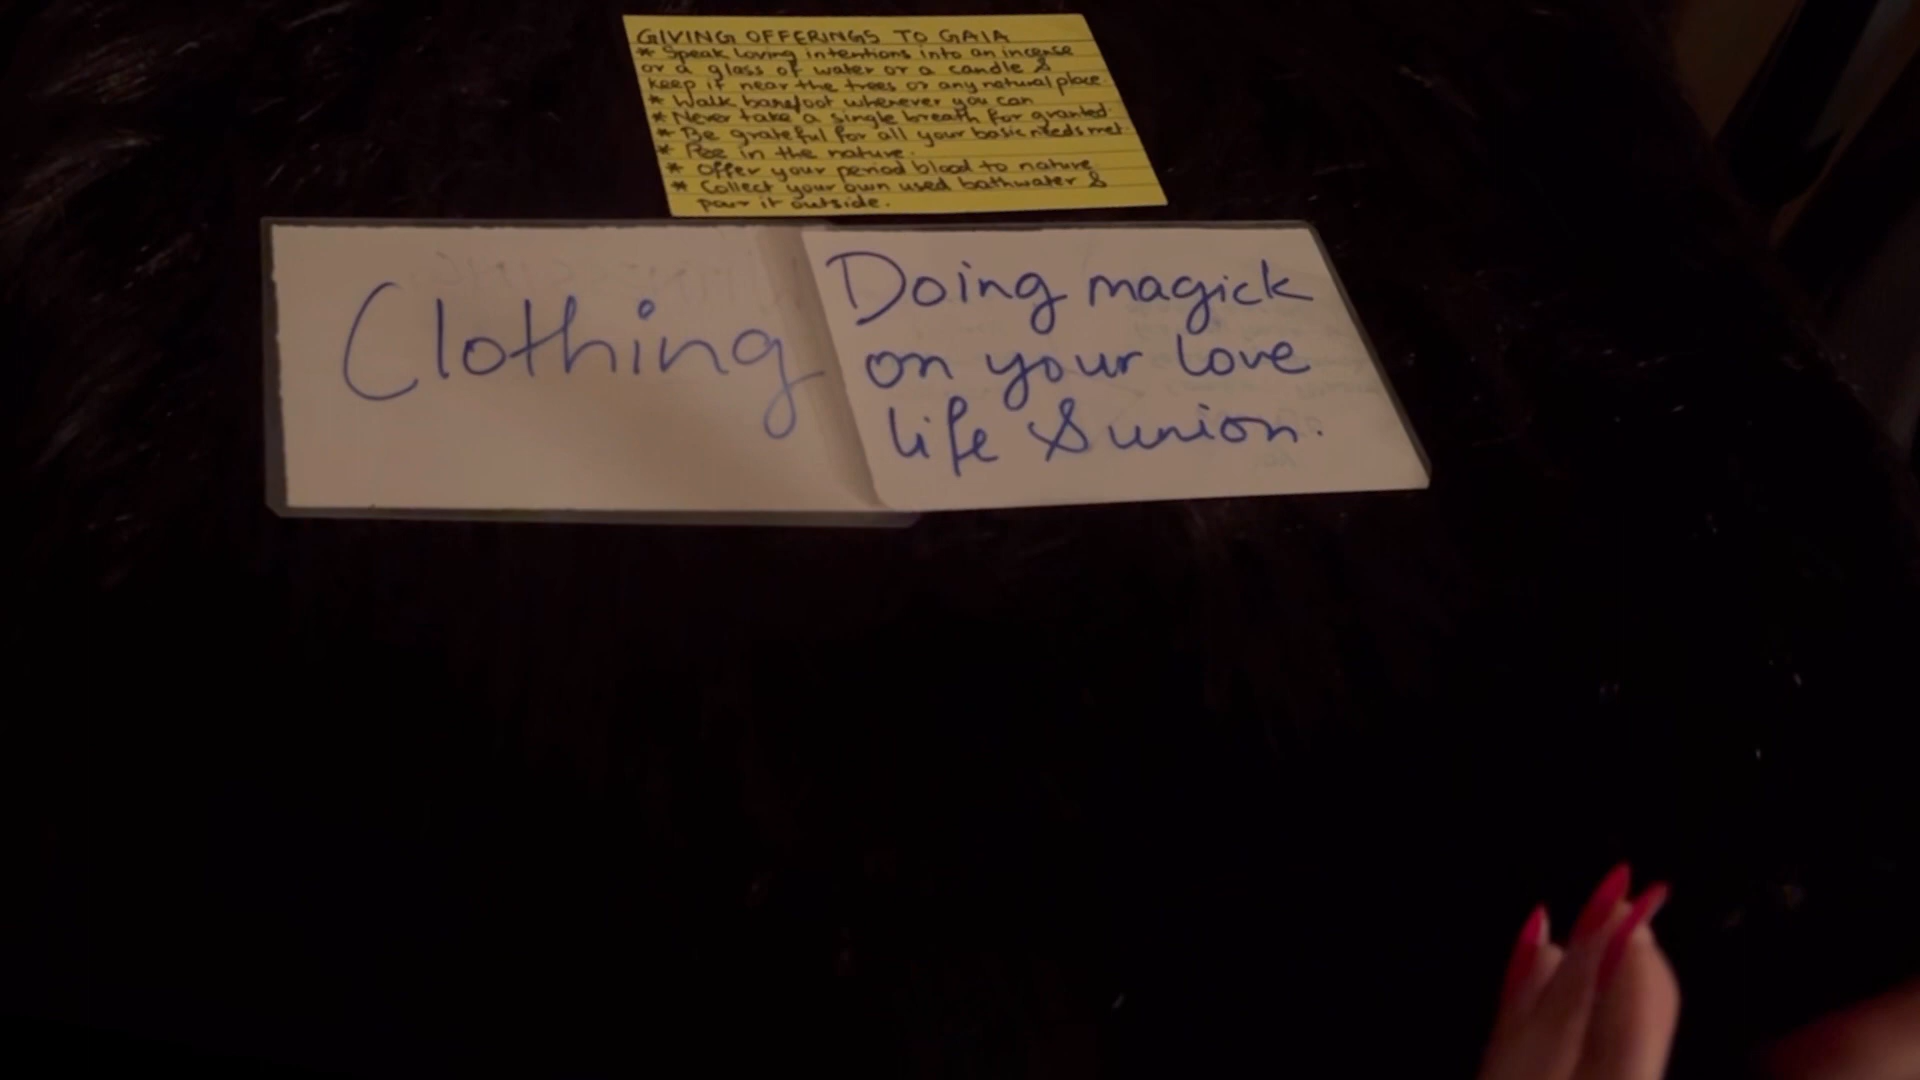 GIVING OFFERINGS TO GAIA
* Speak loving intentions into an incense
or a glass of water or a candle &
keep it near the trees or any natural place
* Walk barefoot wherever you can
* Never take a single breath for granted.
* Be grateful for all your basic needs met.
* Pee in the nature.
* Offer your period blood to nature.
* Collect your own used bathwater &
pour it outside.
Clothing
Doing magick
on your love
life & union.